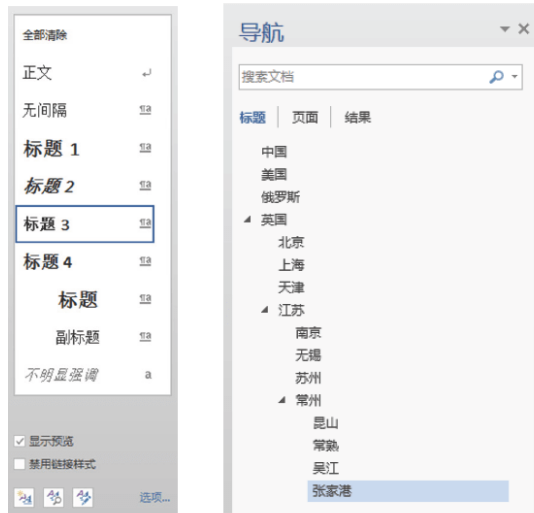 全部清除
正文
无间隔
标题 1
标题 2
标题 3
标题 4
标题
副标题
不明显强调 a
显示预览
禁用链接样式
选项...
导航
搜索文档
标题 页面 结果
中国
美国
俄罗斯
英国
北京
上海
天津
江苏
南京
无锡
苏州
常州
昆山
常熟
吴江
张家港